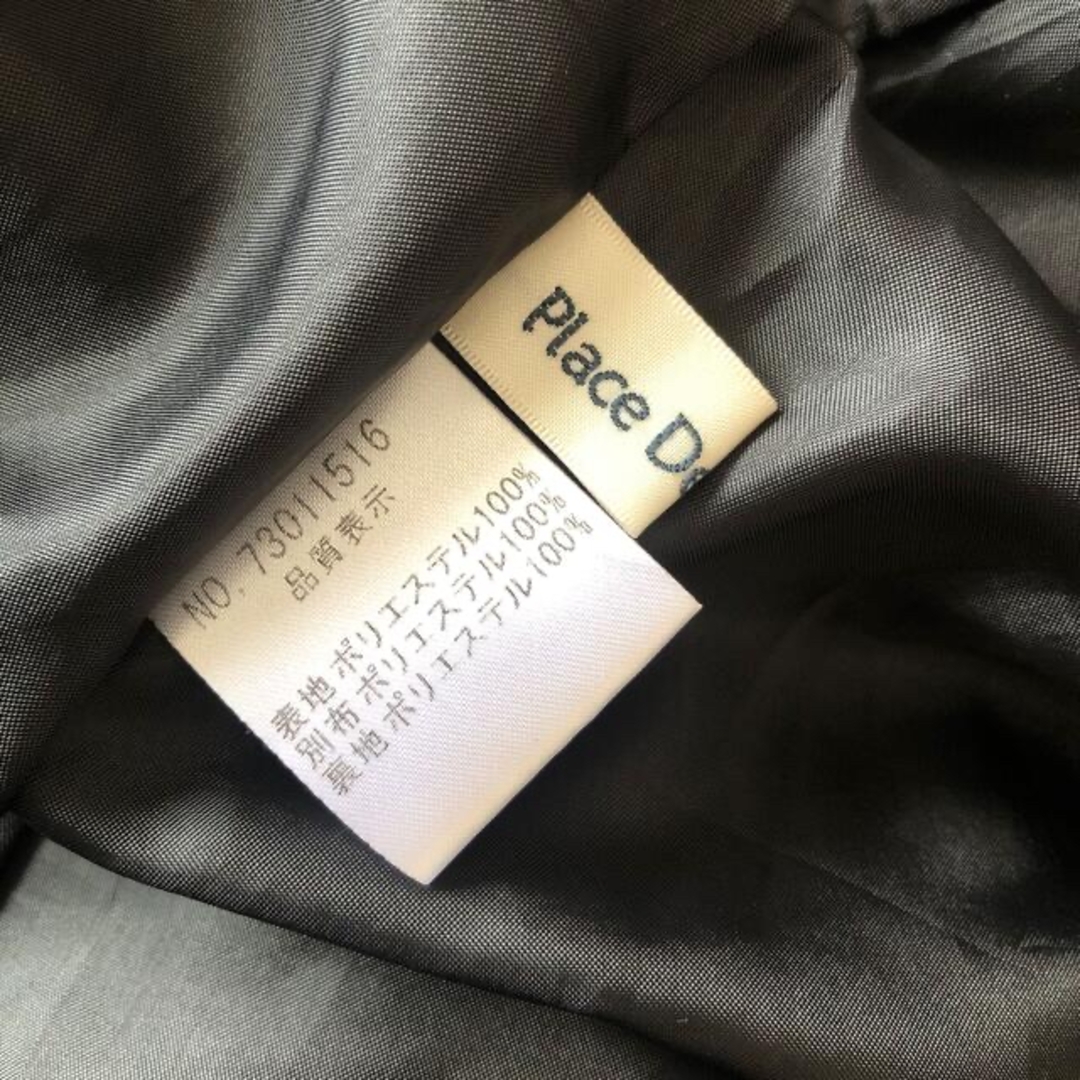 Place
NO. 73011516
品質表示
表地ポリエステル100%
別布ポリエステル100%
裏地ポリエステル100%